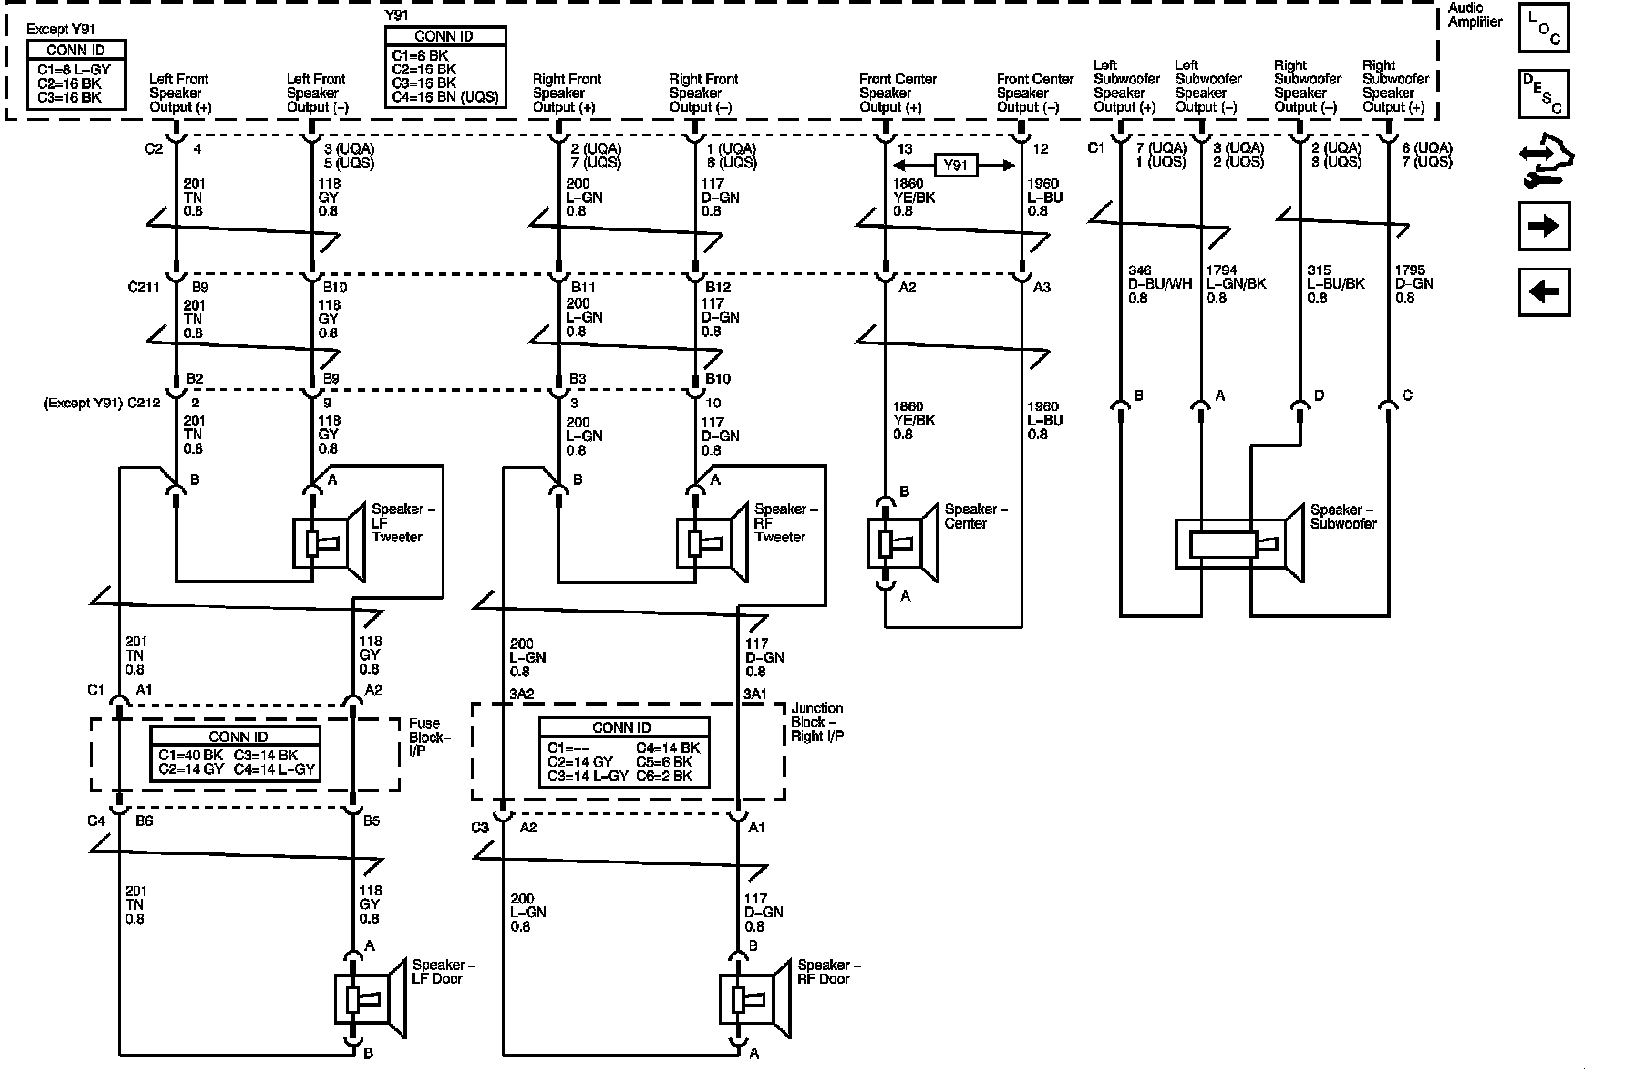 Except Y91
CONN ID
C1=8 L-GY
C2=16 BK
C3=16 BK
Y91
CONN ID
C1=6 BK
C2=16 BK
C3=16 BK
C4=16 BN (UQS)
Audio
Amplifier
Left Front
Speaker
Output (+)
Left Front
Speaker
Output (-)
Right Front
Speaker
Output (+)
Right Front
Speaker
Output (-)
Front Center
Speaker
Output (+)
Front Center
Speaker
Output (-)
Left
Subwoofer
Speaker
Output (+)
Left
Subwoofer
Speaker
Output (-)
Right
Subwoofer
Speaker
Output (-)
Right
Subwoofer
Speaker
Output (+)
LOC
DESC
C2
4
3 (UQA)
5 (UQS)
2 (UQA)
7 (UQS)
1 (UQA)
8 (UQS)
13
Y91
12
C1
7 (UQA)
1 (UQS)
3 (UQA)
2 (UQS)
2 (UQA)
8 (UQS)
6 (UQA)
7 (UQS)
201
TN
0.8
118
GY
0.8
200
L-GN
0.8
117
D-GN
0.8
1860
YE/BK
0.8
1960
L-BU
0.8
346
D-BU/WH
0.8
1794
L-GN/BK
0.8
315
L-BU/BK
0.8
1795
D-GN
0.8
C211
B9
B10
B11
B12
A2
A3
201
TN
0.8
118
GY
0.8
200
L-GN
0.8
117
D-GN
0.8
B2
B9
B3
B10
(Except Y91) C212
2
9
3
10
B
A
D
C
201
TN
0.8
118
GY
0.8
200
L-GN
0.8
117
D-GN
0.8
1860
YE/BK
0.8
1960
L-BU
0.8
B
A
B
A
B
Speaker -
LF
Tweeter
Speaker -
RF
Tweeter
Speaker -
Center
Speaker -
Subwoofer
A
201
TN
0.8
118
GY
0.8
200
L-GN
0.8
117
D-GN
0.8
C1
A1
A2
3A2
3A1
Fuse
Block-
I/P
CONN ID
C1=40 BK C3=14 BK
C2=14 GY C4=14 L-GY
Junction
Block -
Right I/P
CONN ID
C1=-- C4=14 BK
C2=14 GY C5=6 BK
C3=14 L-GY C6=2 BK
C4
B6
B5
C3
A2
A1
201
TN
0.8
118
GY
0.8
200
L-GN
0.8
117
D-GN
0.8
A
B
Speaker -
LF Door
Speaker -
RF Door
B
A